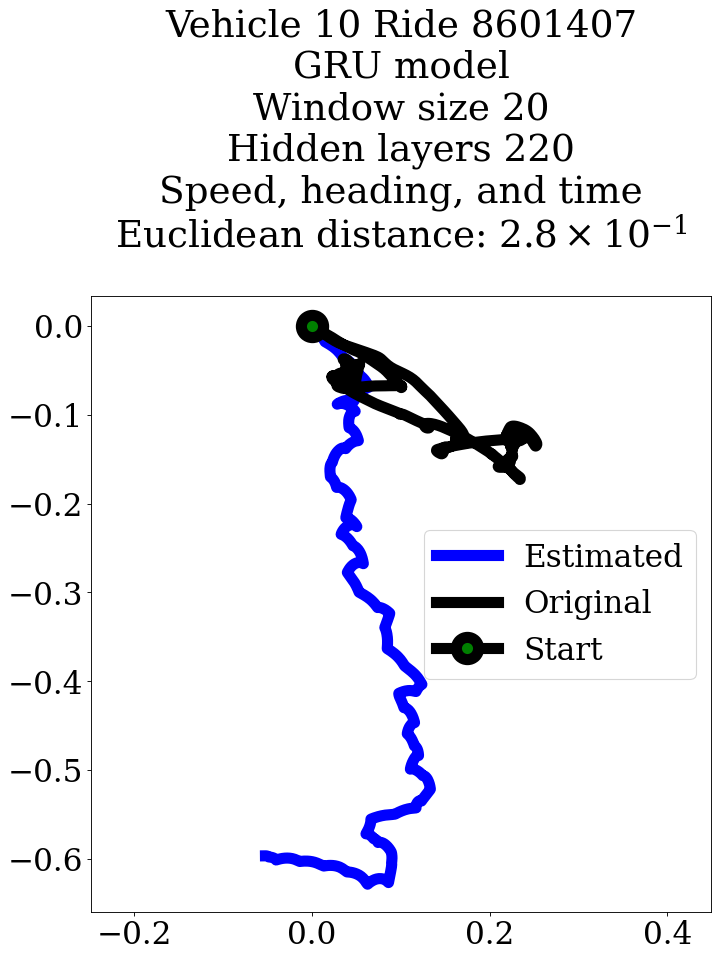 Vehicle 10 Ride 8601407
GRU model
Window size 20
Hidden layers 220
Speed, heading, and time
Euclidean distance: 2.8 × 10⁻¹
0.0
−0.1
−0.2
−0.3
−0.4
−0.5
−0.6
Estimated
Original
Start
−0.2 0.0 0.2 0.4